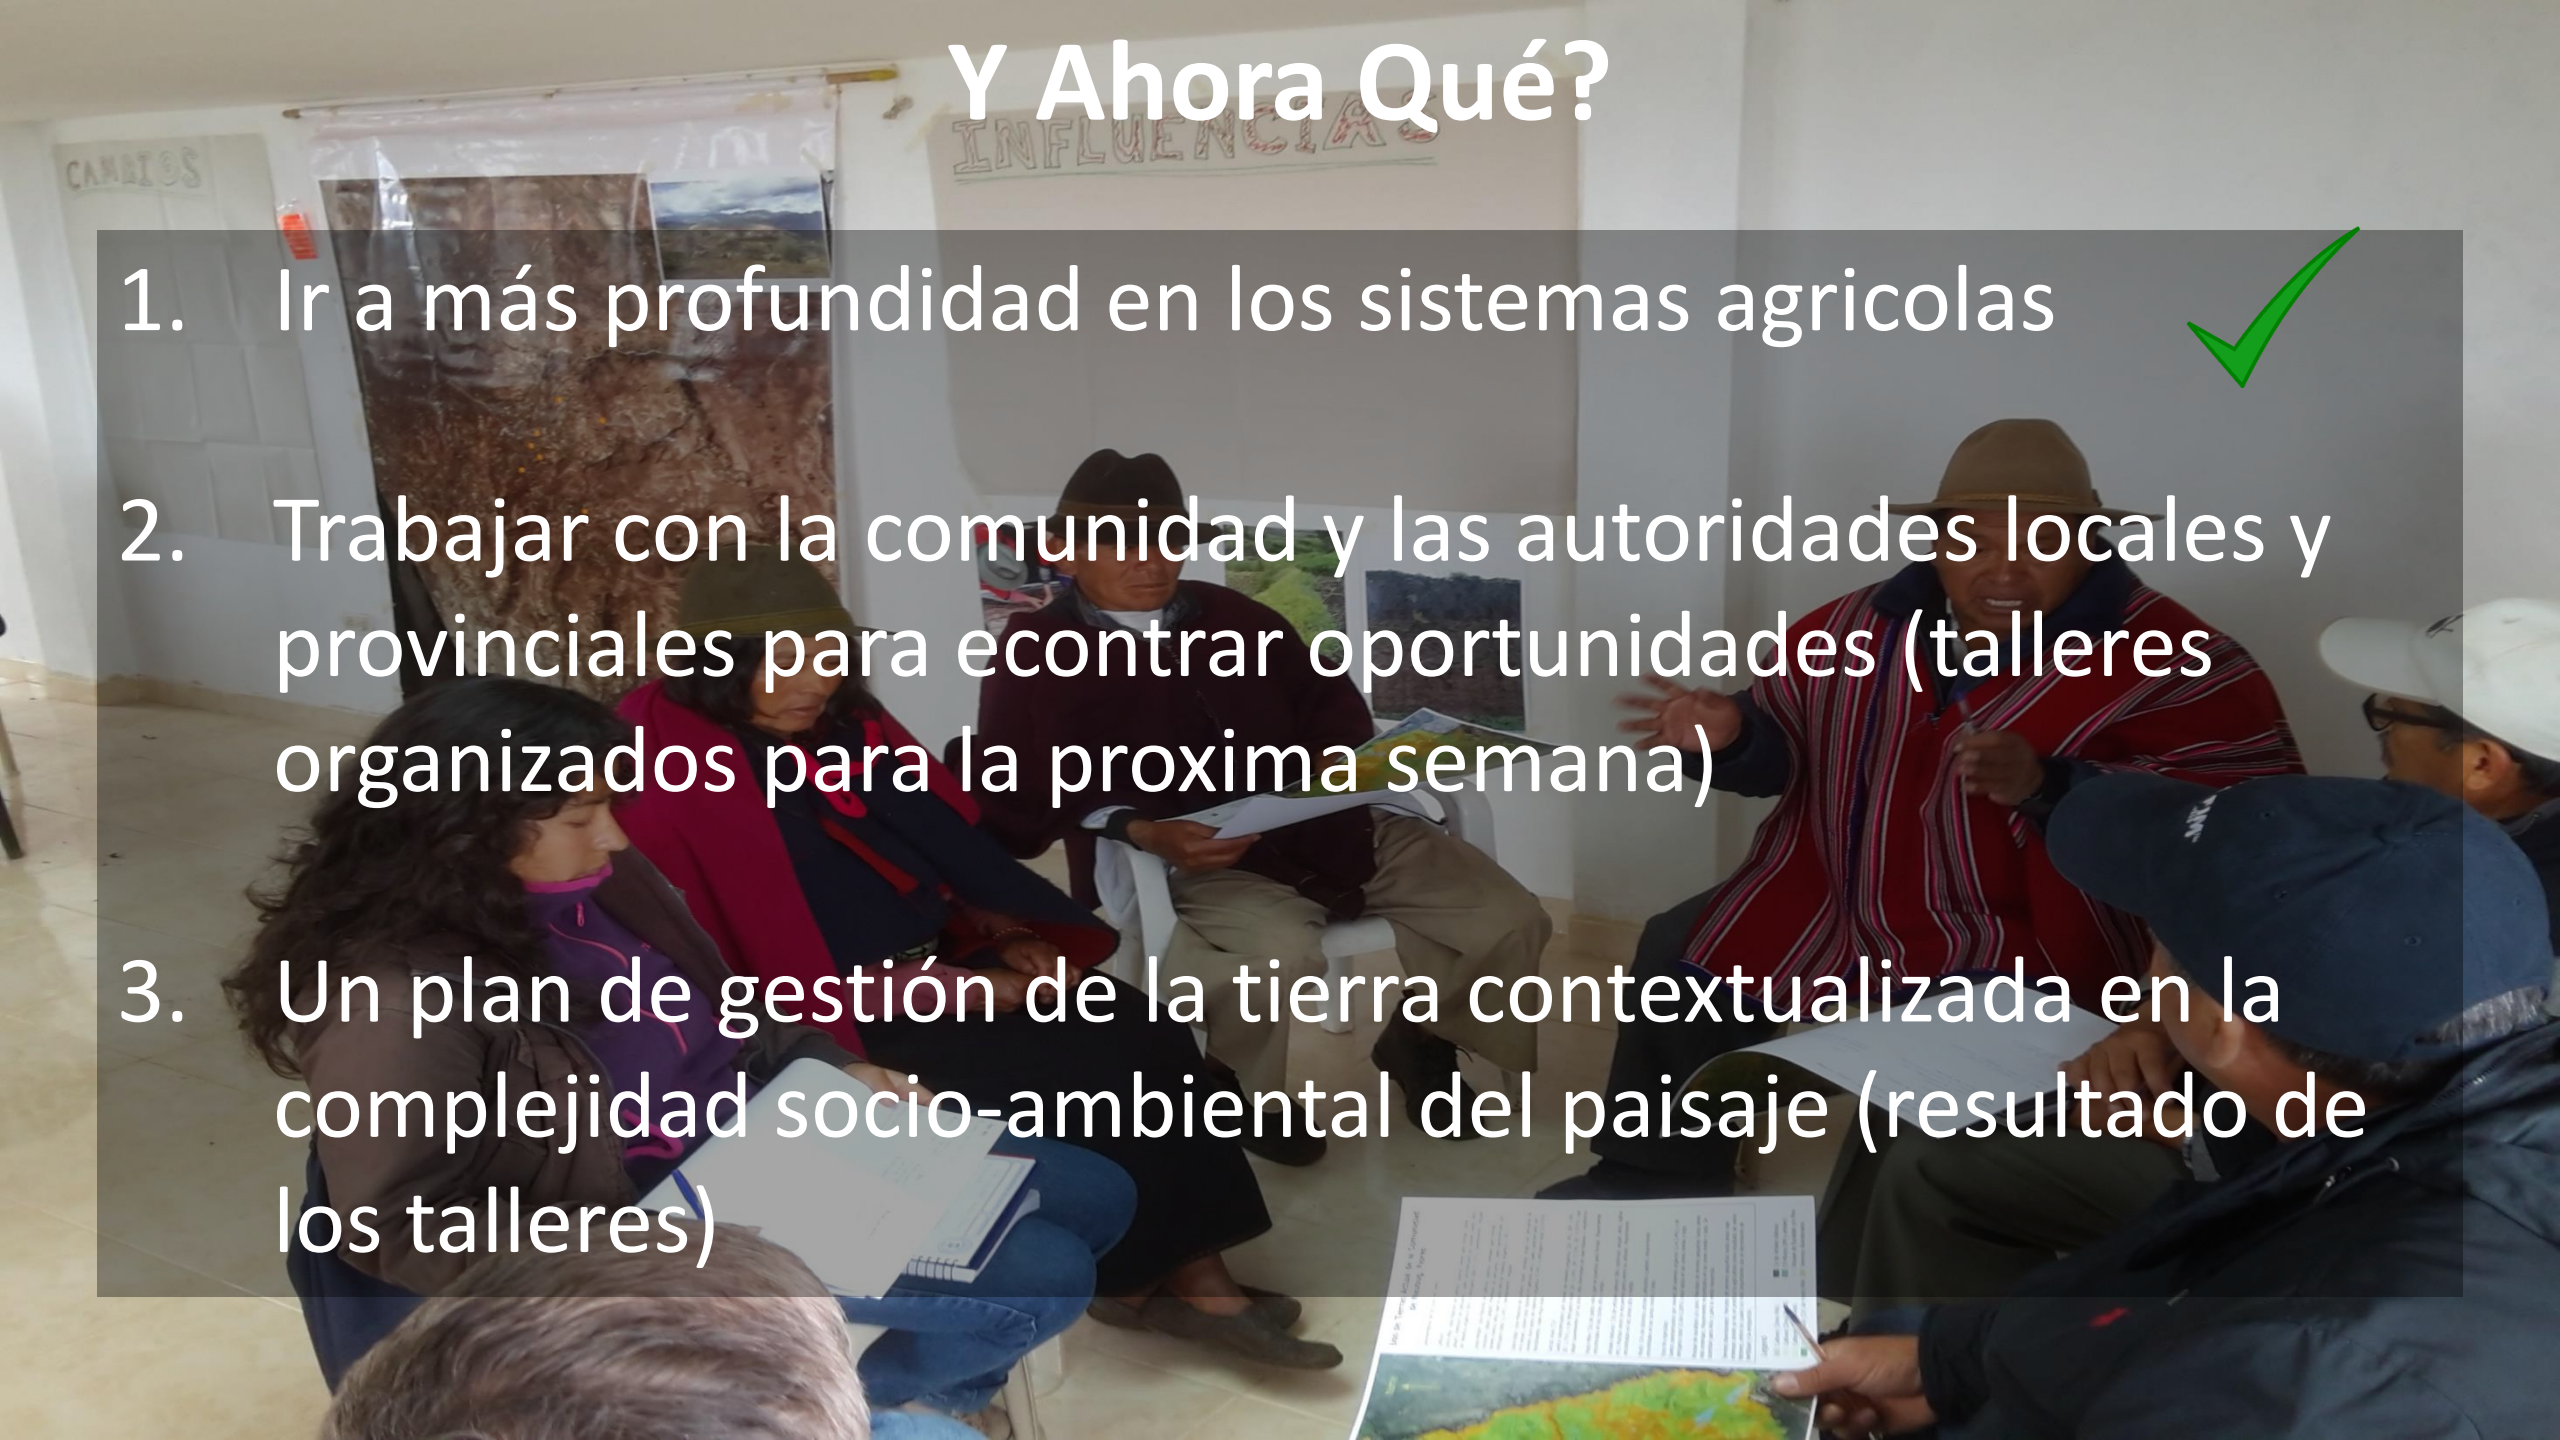 Y Ahora Qué?
CAMBIOS
INFLUENCIAS
1. Ir a más profundidad en los sistemas agricolas
2. Trabajar con la comunidad y las autoridades locales y
provinciales para econtrar oportunidades (talleres
organizados para la proxima semana)
3. Un plan de gestión de la tierra contextualizada en la
complejidad socio-ambiental del paisaje (resultado de
los talleres)